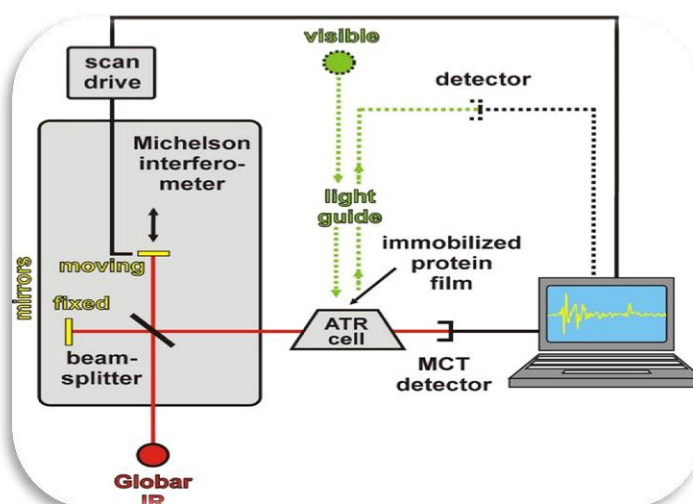 visible
scan
drive
detector
Michelson
interfero-
meter
light
guide
immobilized
protein
film
moving
mirrors
fixed
ATR
cell
beam-
splitter
MCT
detector
Globar
IR